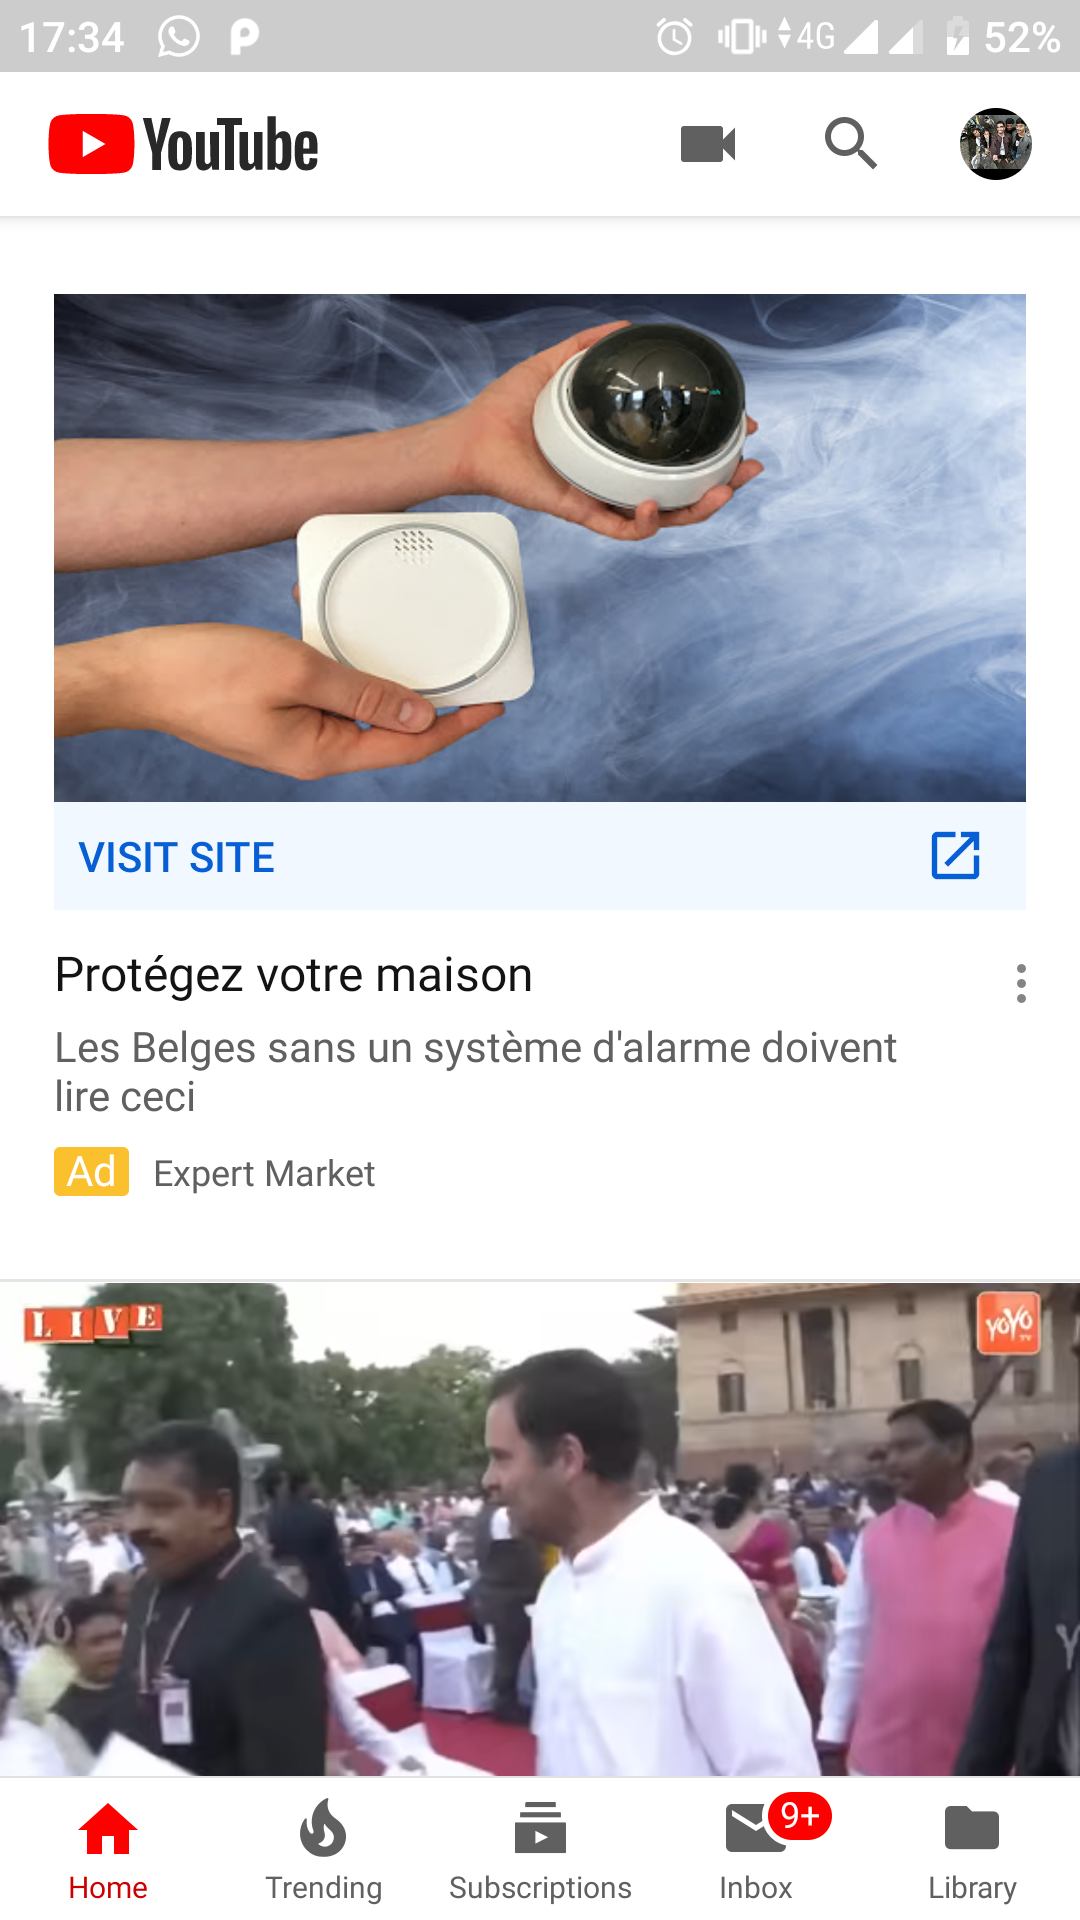 17:34
4G
52%
YouTube
VISIT SITE
Protégez votre maison
Les Belges sans un système d'alarme doivent
lire ceci
Ad Expert Market
LIVE
YOYO
TV
9+
Home
Trending
Subscriptions
Inbox
Library